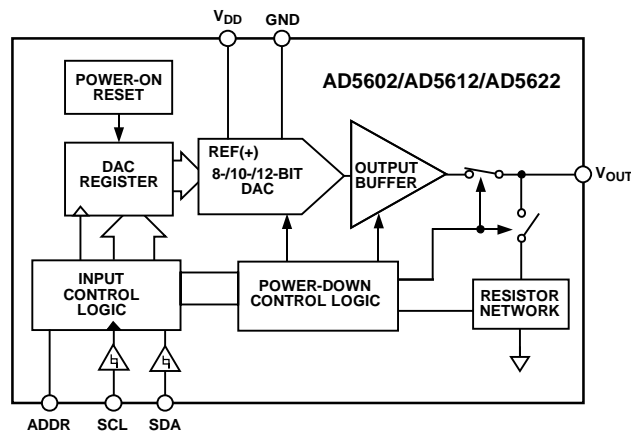 VDD GND
AD5602/AD5612/AD5622
POWER-ON
RESET
DAC
REGISTER
REF(+)
8-/10-/12-BIT
DAC
OUTPUT
BUFFER
VOUT
INPUT
CONTROL
LOGIC
POWER-DOWN
CONTROL LOGIC
RESISTOR
NETWORK
ADDR SCL SDA